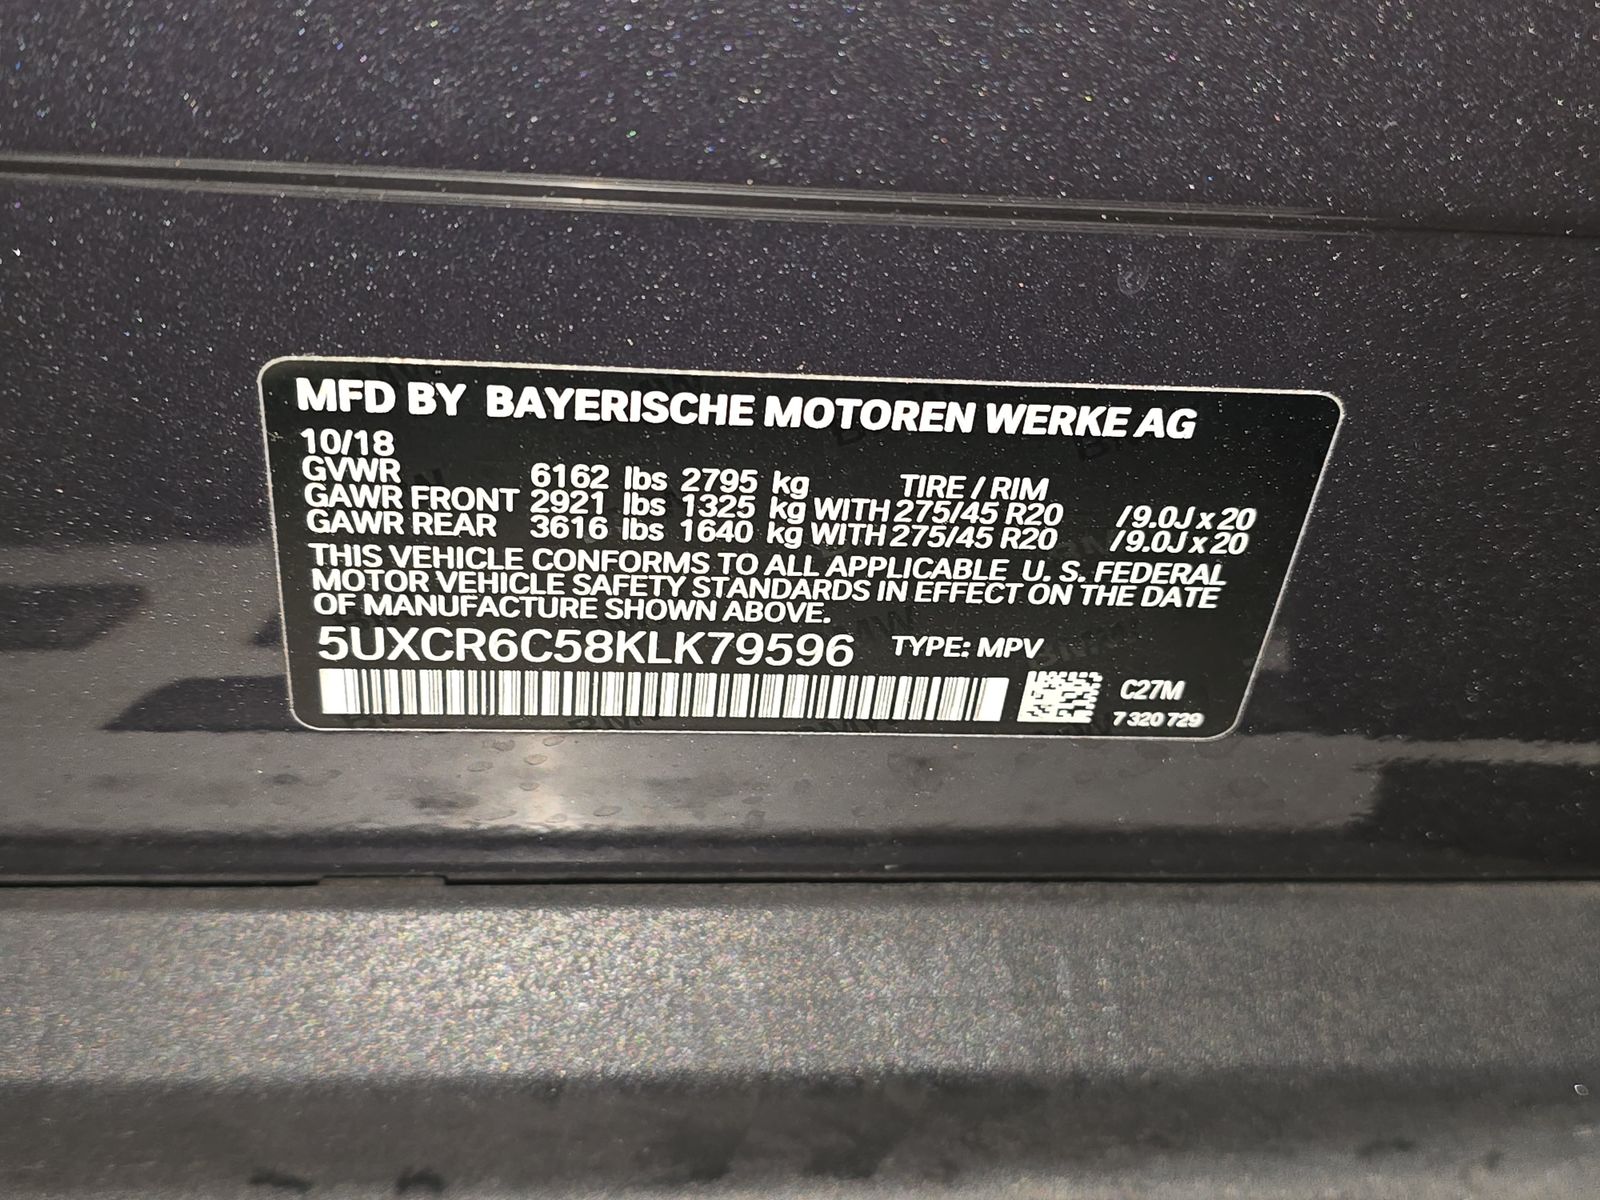 MFD BY BAYERISCHE MOTOREN WERKE AG
10/18
GVWR 6162 lbs 2795 kg TIRE / RIM
GAWR FRONT 2921 lbs 1325 kg WITH 275/45 R20 /9.0J x 20
GAWR REAR 3616 lbs 1640 kg WITH 275/45 R20 /9.0J x 20
THIS VEHICLE CONFORMS TO ALL APPLICABLE U. S. FEDERAL
MOTOR VEHICLE SAFETY STANDARDS IN EFFECT ON THE DATE
OF MANUFACTURE SHOWN ABOVE.
5UXCR6C58KLK79596 TYPE: MPV
C27M
7 320 729